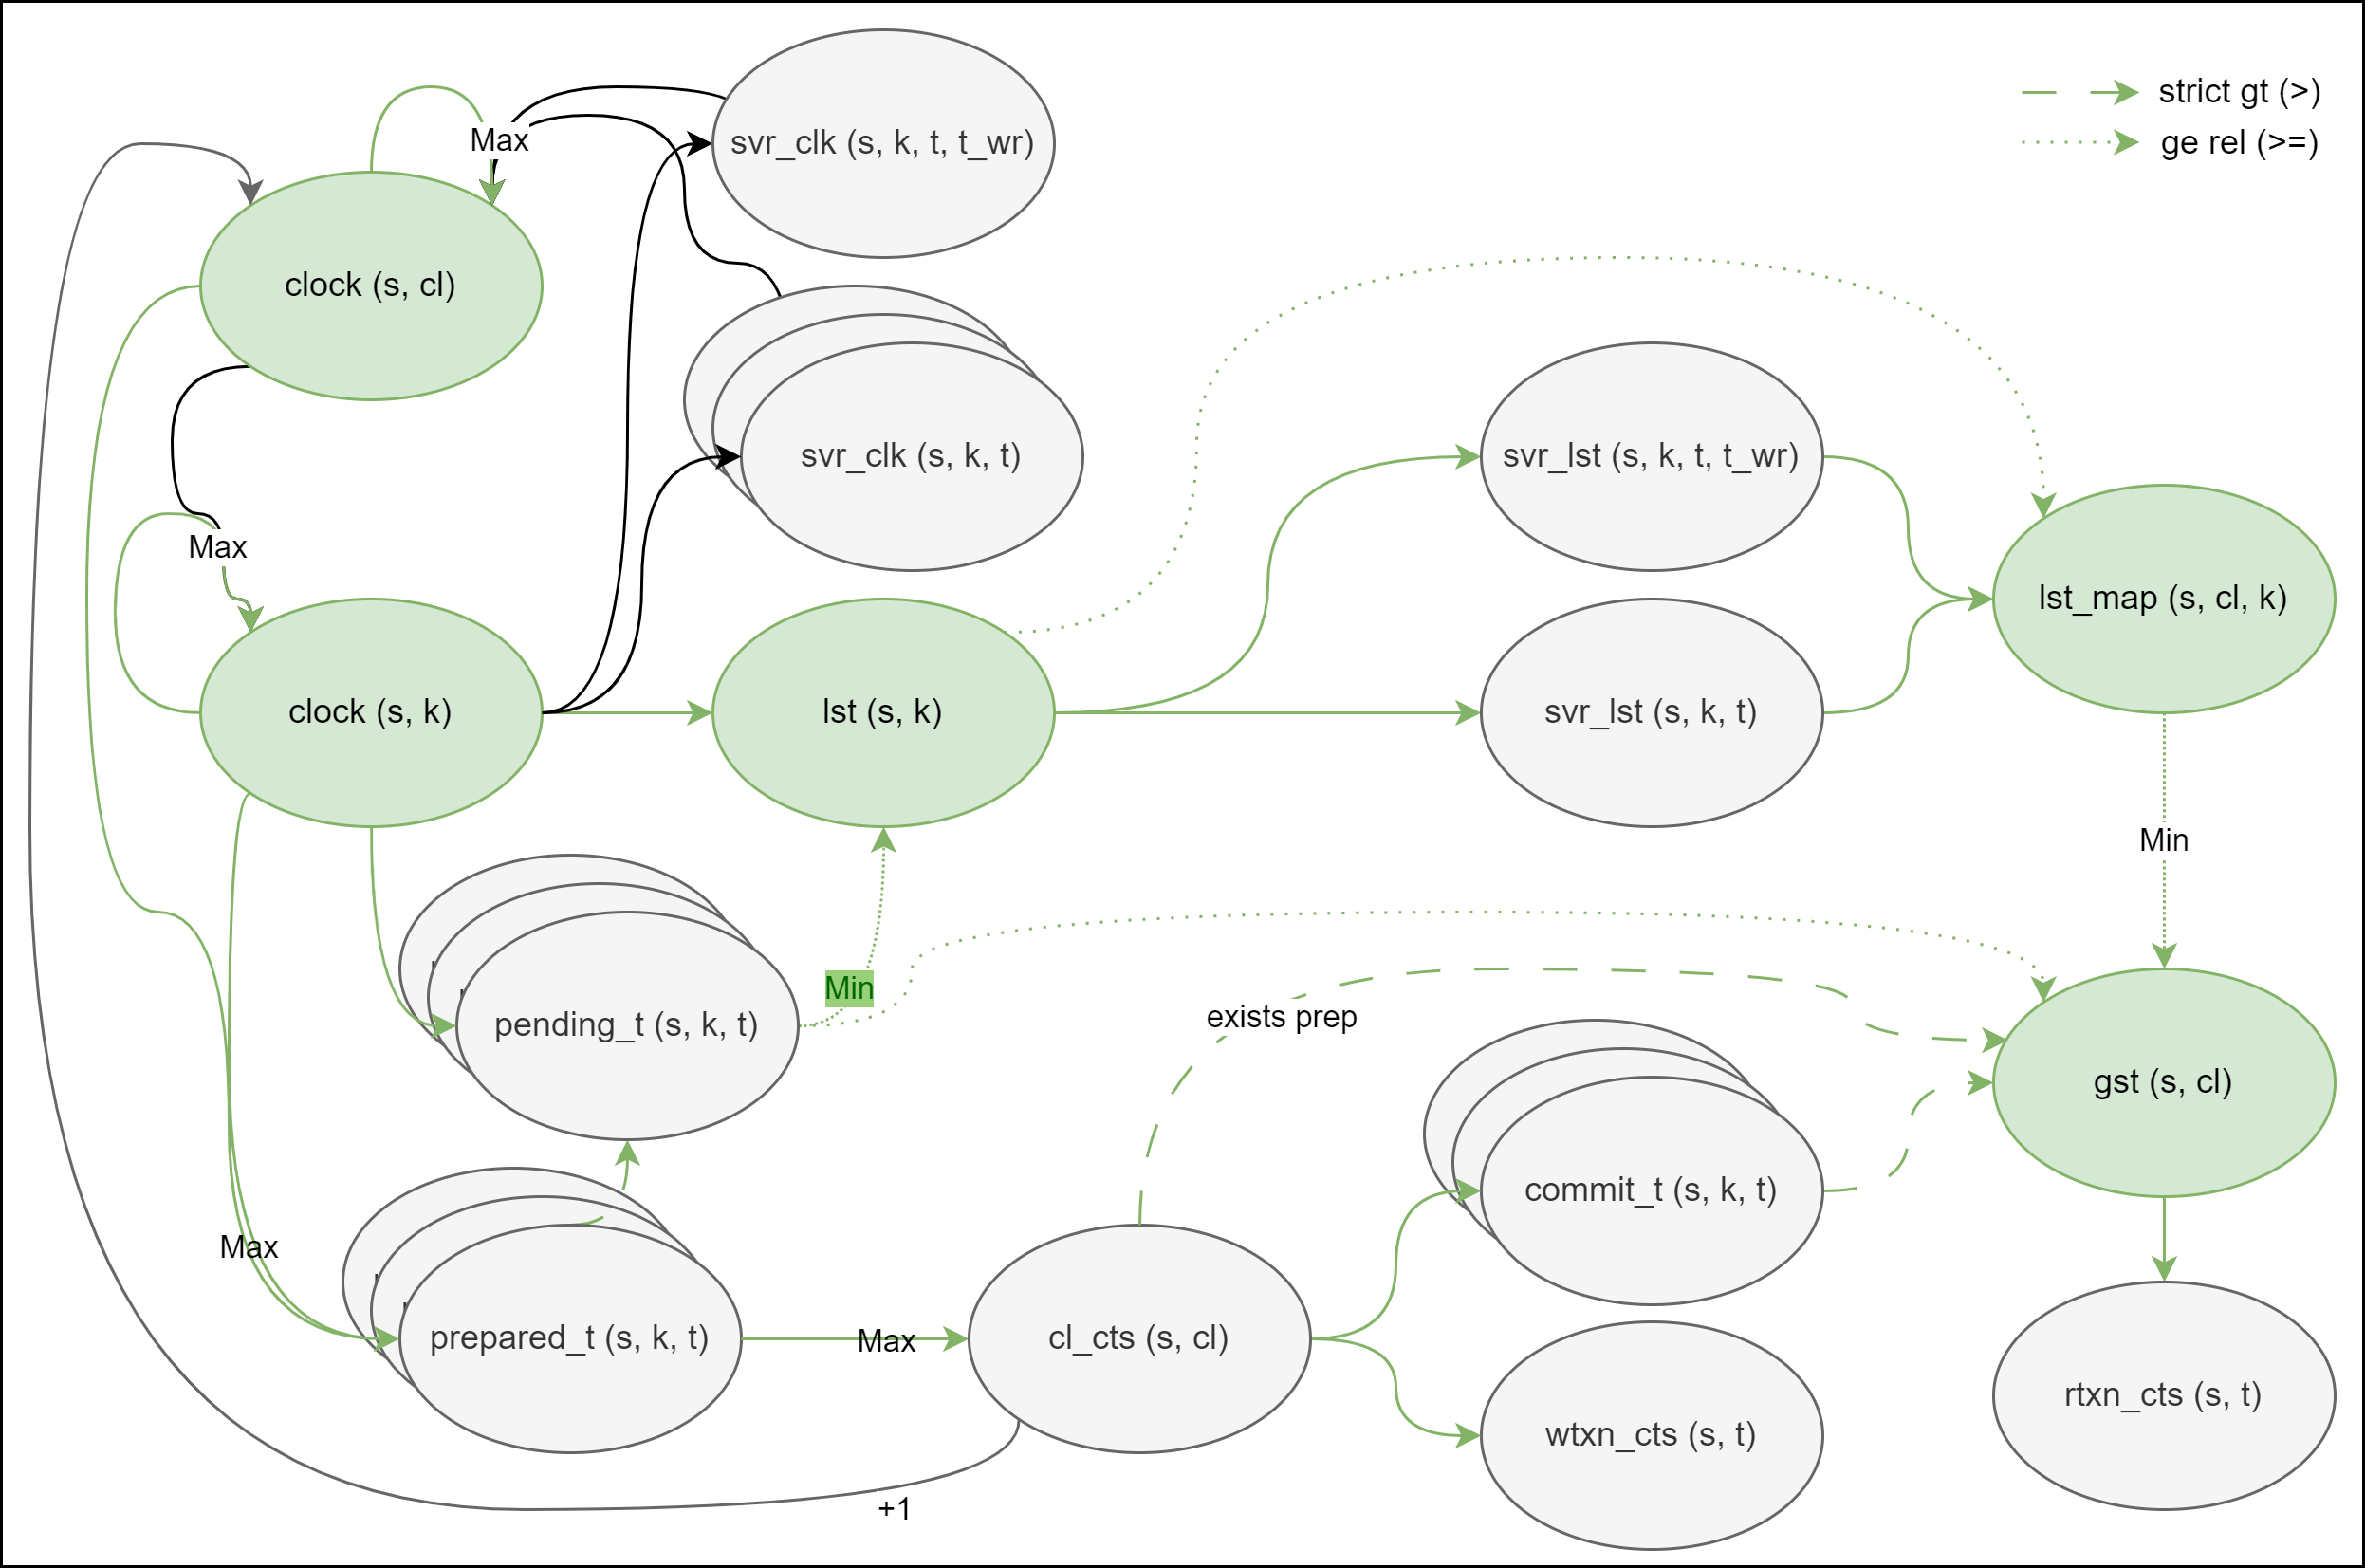 svr_clk (s, k, t, t_wr)
strict gt (>)
ge rel (>=)
Max
clock (s, cl)
svr_clk (s, k, t)
svr_lst (s, k, t, t_wr)
Max
lst_map (s, cl, k)
clock (s, k)
lst (s, k)
svr_lst (s, k, t)
Min
Min
exists prep
pending_t (s, k, t)
gst (s, cl)
commit_t (s, k, t)
Max
prepared_t (s, k, t)
Max
cl_cts (s, cl)
rtxn_cts (s, t)
wtxn_cts (s, t)
+1